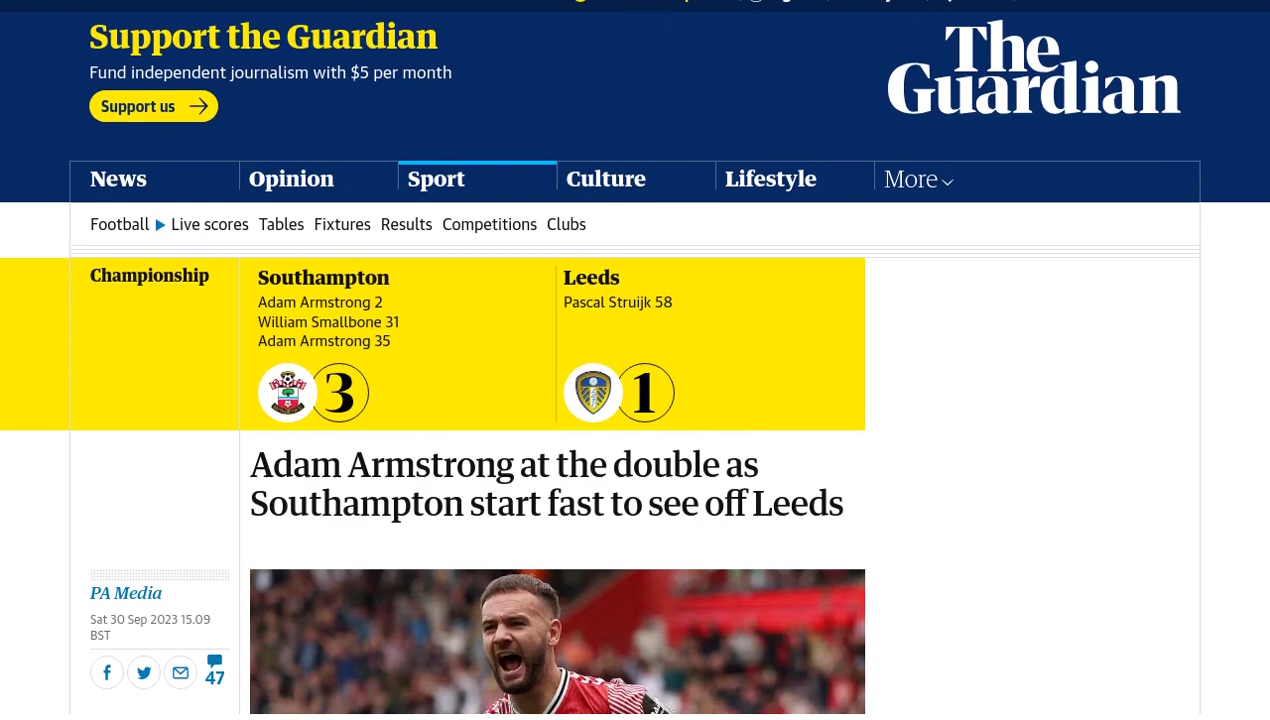 Support the Guardian
Fund independent journalism with $5 per month
Support us
The
Guardian
News
Opinion
Sport
Culture
Lifestyle
More
Football
Live scores
Tables
Fixtures
Results
Competitions
Clubs
Championship
Southampton
Adam Armstrong 2
William Smallbone 31
Adam Armstrong 35
3
Leeds
Pascal Struijk 58
1
Adam Armstrong at the double as
Southampton start fast to see off Leeds
PA Media
Sat 30 Sep 2023 15.09
BST
47